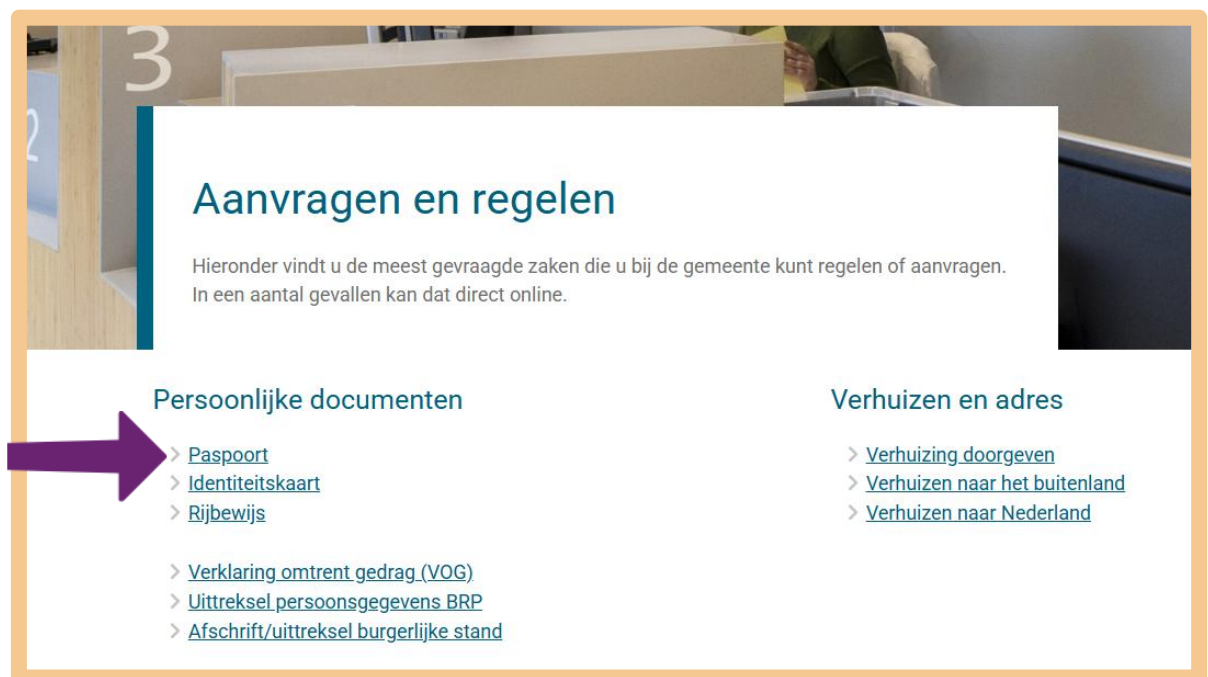 3
2
Aanvragen en regelen
Hieronder vindt u de meest gevraagde zaken die u bij de gemeente kunt regelen of aanvragen.
In een aantal gevallen kan dat direct online.
Persoonlijke documenten
Paspoort
Identiteitskaart
Rijbewijs
Verklaring omtrent gedrag (VOG)
Uittreksel persoonsgegevens BRP
Afschrift/uittreksel burgerlijke stand
Verhuizen en adres
Verhuizing doorgeven
Verhuizen naar het buitenland
Verhuizen naar Nederland